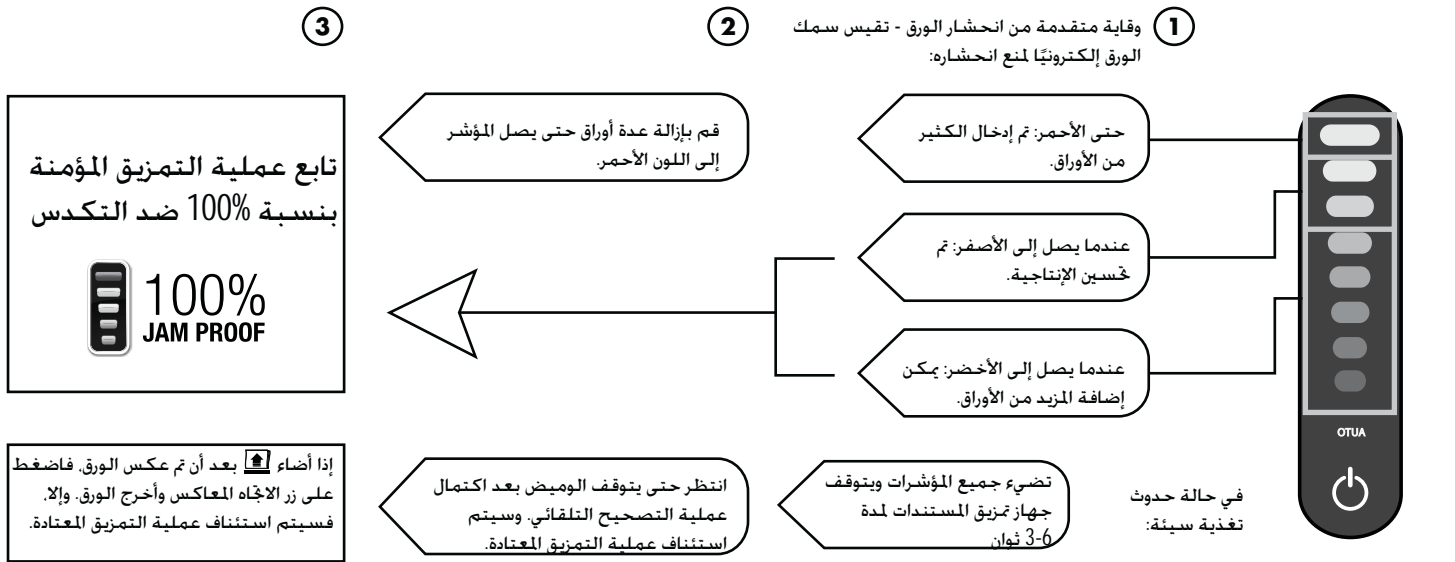 1
وقاية متقدمة من انحشار الورق - تقيس سمك
الورق إلكترونيًا لمنع انحشاره:
2
3
حتى الأحمر: تم إدخال الكثير
من الأوراق.
قم بإزالة عدة أوراق حتى يصل المؤشر
إلى اللون الأحمر.
عندما يصل إلى الأصفر: تم
تحسين الإنتاجية.
عندما يصل إلى الأخضر: يمكن
إضافة المزيد من الأوراق.
تابع عملية التمزيق المؤمنة
بنسبة 100% ضد التكدس
100%
JAM PROOF
AUTO
في حالة حدوث
تغذية سيئة:
تضيء جميع المؤشرات ويتوقف
جهاز تمزيق المستندات لمدة
3-6 ثوان
انتظر حتى يتوقف الوميض بعد اكتمال
عملية التصحيح التلقائي. وسيتم
استئناف عملية التمزيق المعتادة.
إذا أضاء بعد أن تم عكس الورق، فاضغط
على زر الاتجاه المعاكس وأخرج الورق. وإلا،
فسيتم استئناف عملية التمزيق المعتادة.